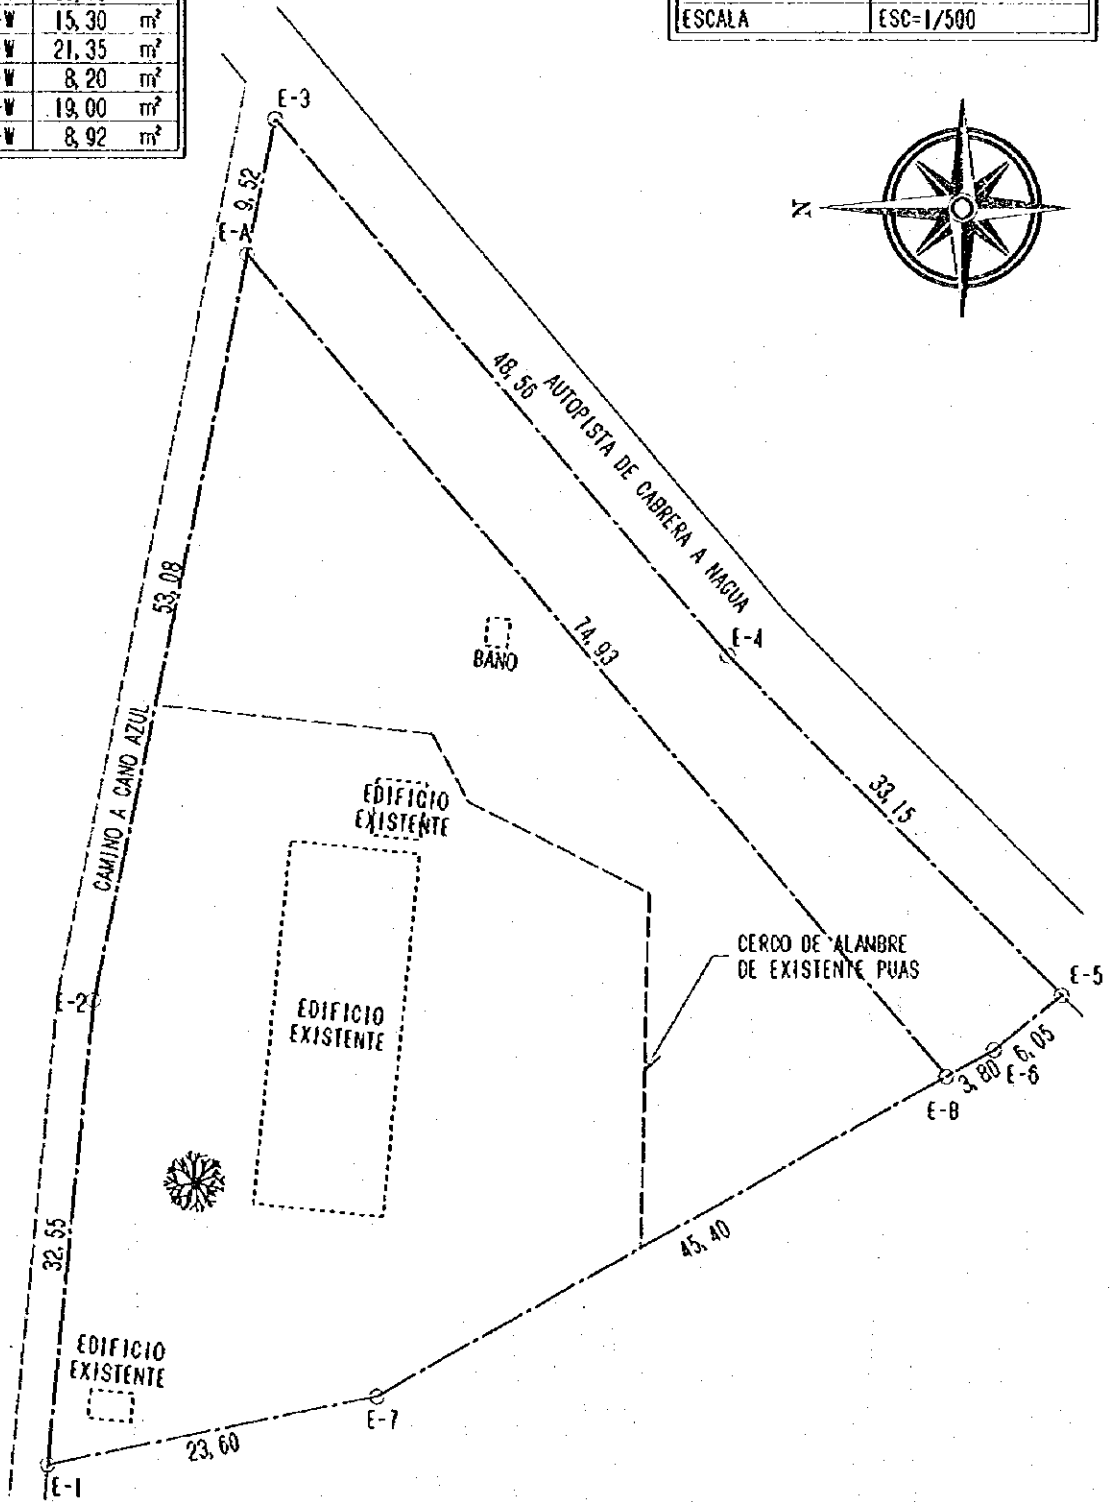 W 15,30 m²
W 21,35 m²
W 8,20 m²
W 19,00 m²
W 8,92 m²
ESCALA ESC=1/500
E-3
9,52
E-A
N
48,56
AUTOPISTA DE CABRERA A NAGUA
53,08
74,93
BANO
E-4
CAMINO A CANO AZUL
EDIFICIO
EXISTENTE
33,15
CERCO DE ALANBRE
DE EXISTENTE PUAS
E-5
E-2
EDIFICIO
EXISTENTE
6,05
3,80
E-6
E-B
32,55
45,40
EDIFICIO
EXISTENTE
E-7
23,60
E-1